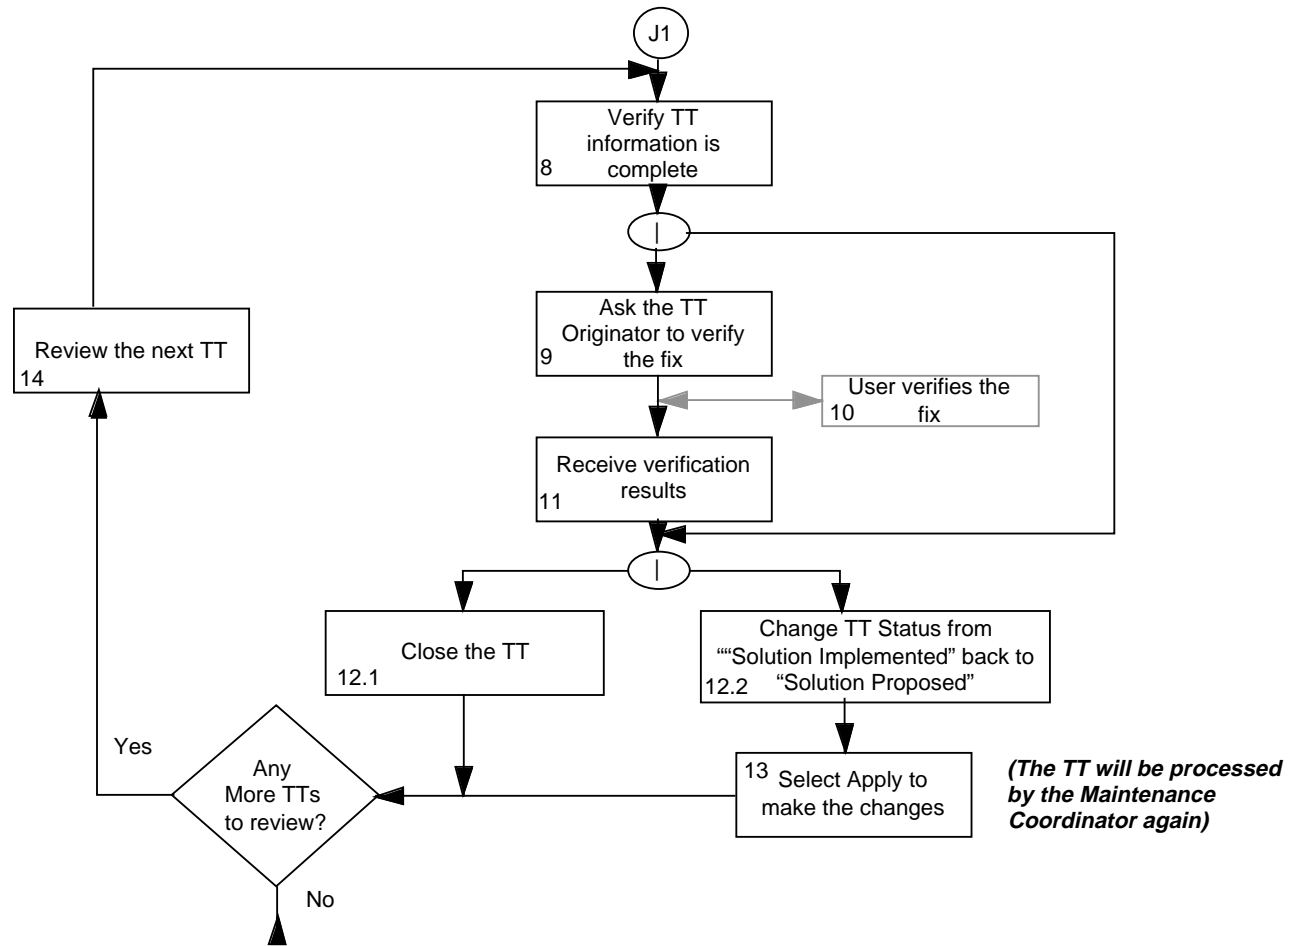 J1
Verify TT
information is
complete
8
|
Ask the TT
Originator to verify
the fix
9
User verifies the
fix
10
Receive verification
results
11
|
Close the TT
12.1
Change TT Status from
““Solution Implemented” back to
“Solution Proposed”
12.2
13
Select Apply to
make the changes
(The TT will be processed
by the Maintenance
Coordinator again)
Any
More TTs
to review?
Yes
No
Review the next TT
14